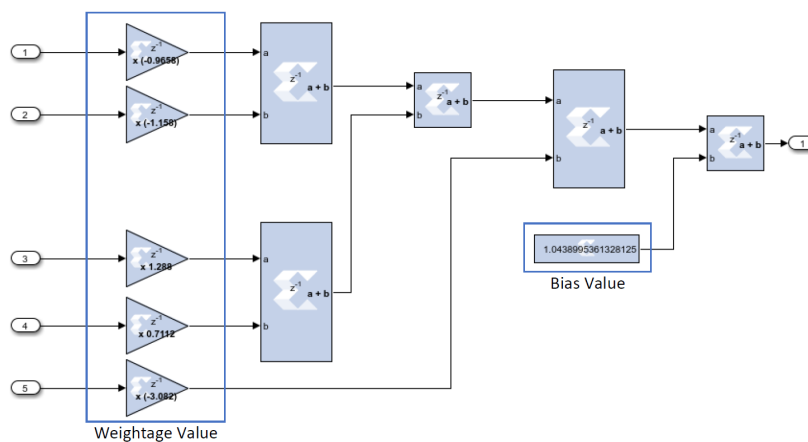 1
z⁻¹
x (-0.9658)
a
z⁻¹
a + b
b
2
z⁻¹
x (-1.158)
a
z⁻¹
a + b
b
a
z⁻¹
a + b
b
a
z⁻¹
a + b
b
1
3
z⁻¹
x 1.288
a
z⁻¹
a + b
b
4
z⁻¹
x 0.7112
5
z⁻¹
x (-3.082)
1.0438995361328125
Bias Value
Weightage Value